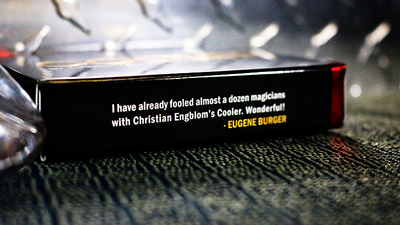 I have already fooled almost a dozen magicians
with Christian Engblom's Cooler. Wonderful!
- EUGENE BURGER